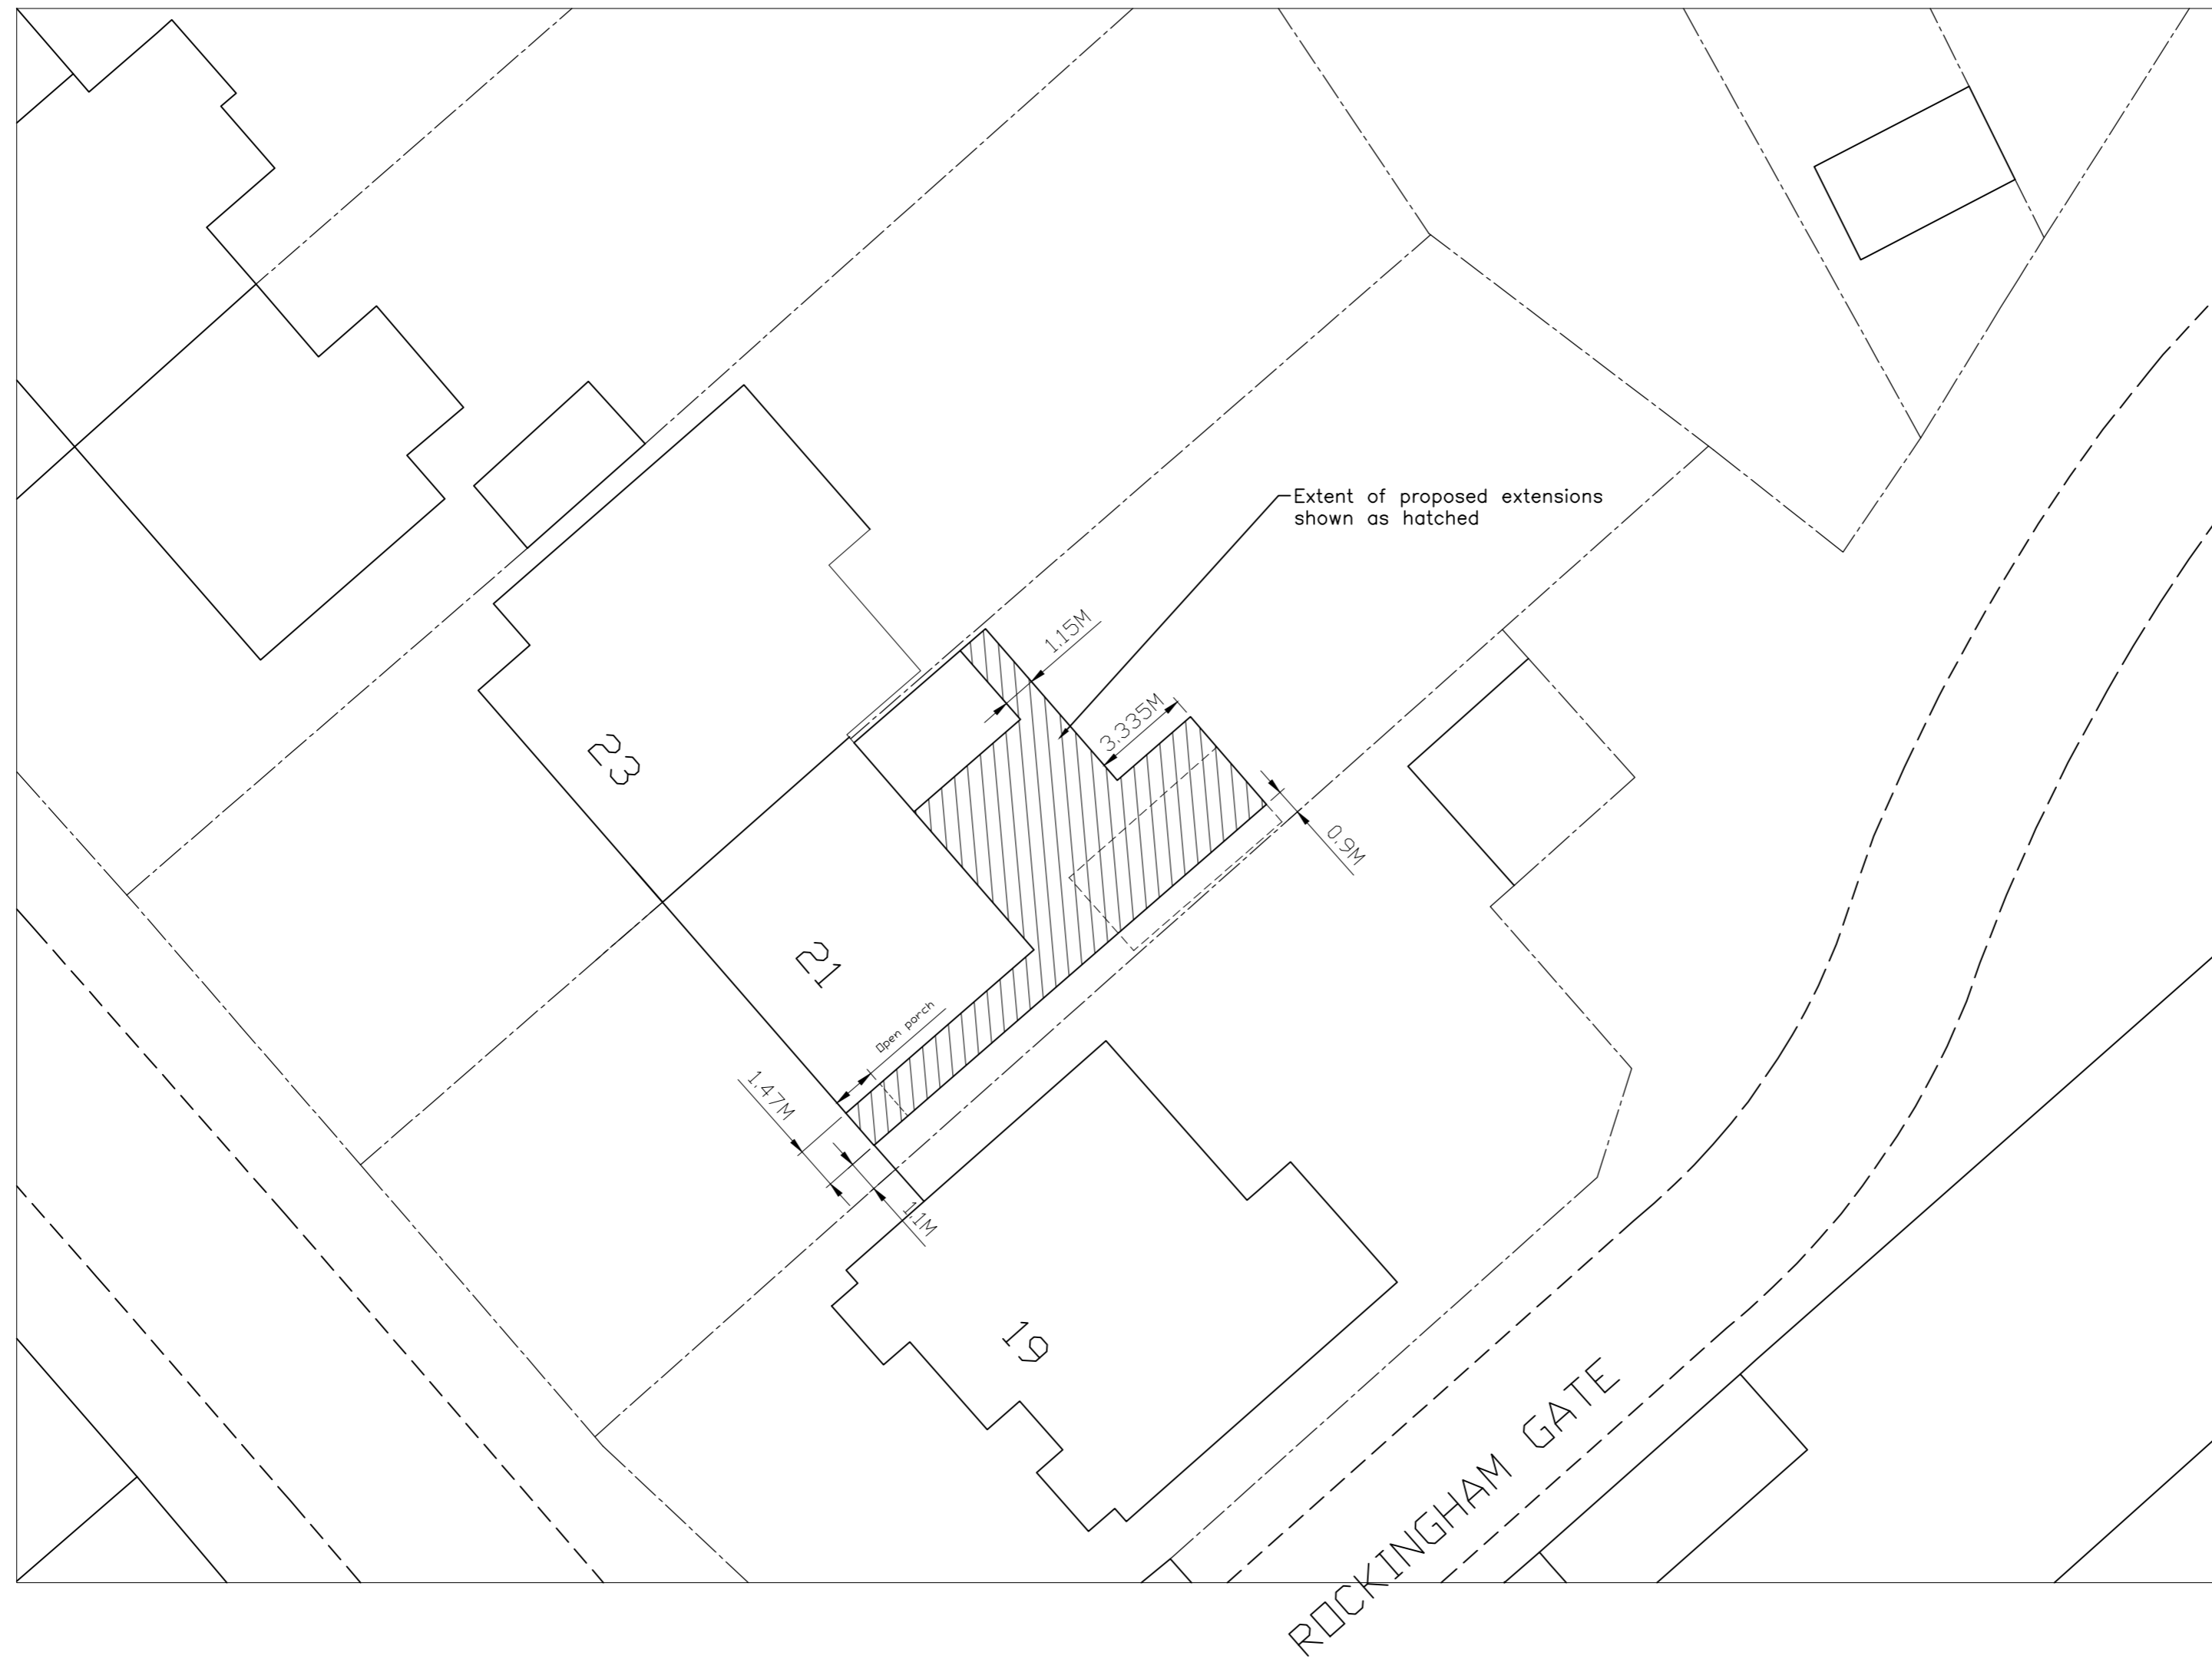 Extent of proposed extensions
shown as hatched
1.15M
3.335M
23
0.9M
21
Open porch
1.47M
1.1M
19
ROCKINGHAM GATE